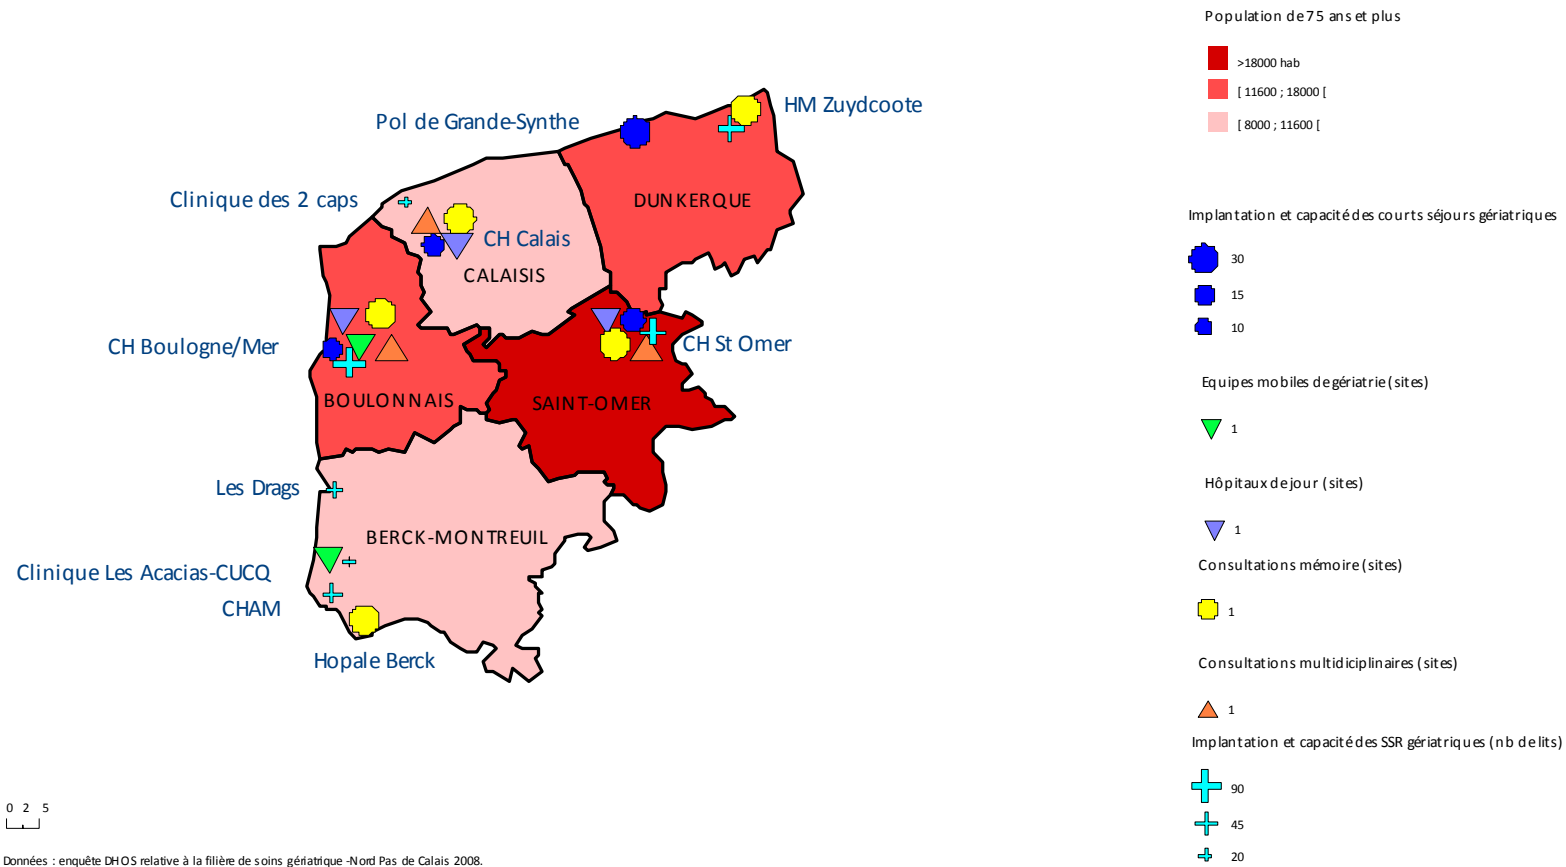 Population de 75 ans et plus
>18000 hab
[ 11600 ; 18000 [
[ 8000 ; 11600 [
HM Zuydcoote
Pol de Grande-Synthe
DUNKERQUE
Clinique des 2 caps
CH Calais
CALAISIS
CH Boulogne/Mer
CH St Omer
BOULONNAIS
SAINT-OMER
Les Drags
BERCK-MONTREUIL
Clinique Les Acacias-CUCQ
CHAM
Hopale Berck
Implantation et capacité des courts séjours gériatriques
30
15
10
Equipes mobiles de gériatrie (sites)
1
Hôpitaux de jour (sites)
1
Consultations mémoire (sites)
1
Consultations multidiciplinaires (sites)
1
Implantation et capacité des SSR gériatriques (nb de lits)
90
45
20
0 2 5
Données : enquête DHOS relative à la filière de soins gériatrique -Nord Pas de Calais 2008.